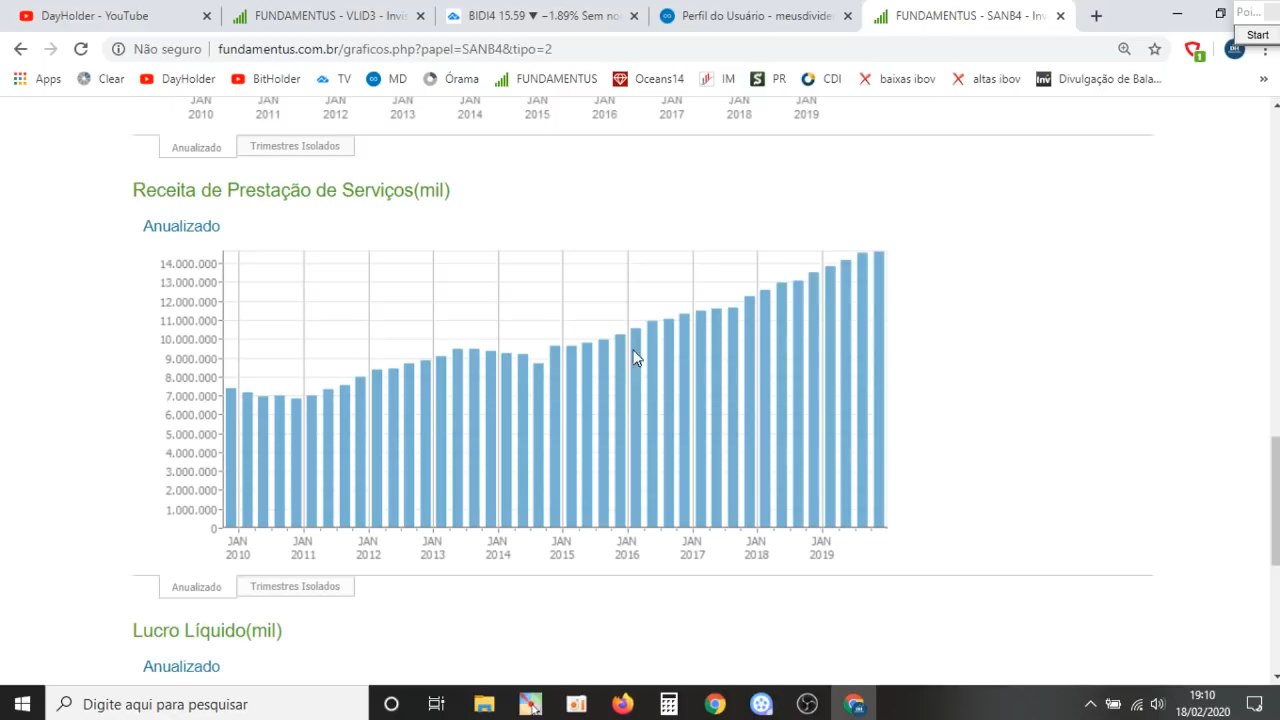 DayHolder - YouTube
FUNDAMENTUS - VLID3 - Inves
BIDI4 15.59 ▼ −3.89% Sem no
Perfil do Usuário - meusdivide
FUNDAMENTUS - SANB4 - Inv
Poi...
Start
Não seguro
fundamentus.com.br/graficos.php?papel=SANB4&tipo=2
1
Apps
Clear
DayHolder
BitHolder
TV
MD
Órama
FUNDAMENTUS
Oceans14
IM
PR
CDI
baixas ibov
altas ibov
Divulgação de Bala...
»
JAN JAN JAN JAN JAN JAN JAN JAN JAN JAN
2010 2011 2012 2013 2014 2015 2016 2017 2018 2019
Anualizado
Trimestres Isolados
Receita de Prestação de Serviços(mil)
Anualizado
14.000.000
13.000.000
12.000.000
11.000.000
10.000.000
9.000.000
8.000.000
7.000.000
6.000.000
5.000.000
4.000.000
3.000.000
2.000.000
1.000.000
0
JAN JAN JAN JAN JAN JAN JAN JAN JAN JAN
2010 2011 2012 2013 2014 2015 2016 2017 2018 2019
Anualizado
Trimestres Isolados
Lucro Líquido(mil)
Anualizado
Digite aqui para pesquisar
19:10
18/02/2020